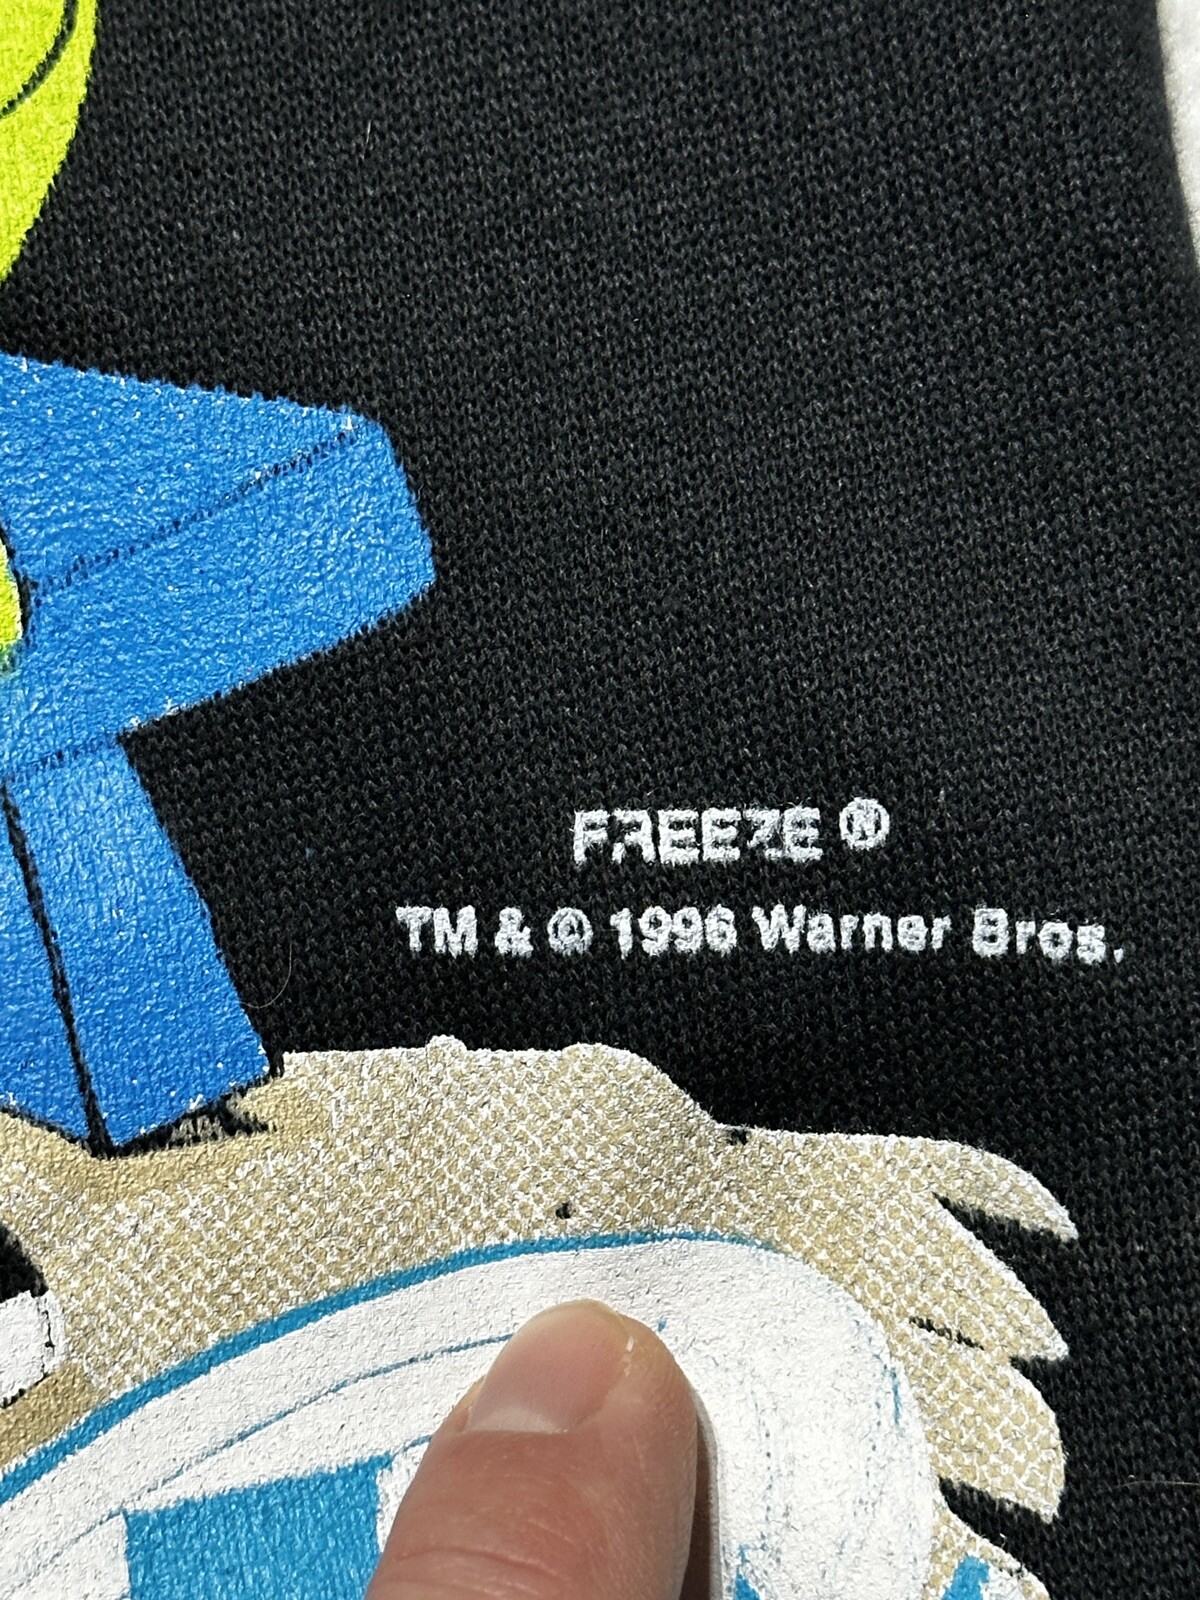 FREEZE ®
TM & © 1996 Warner Bros.